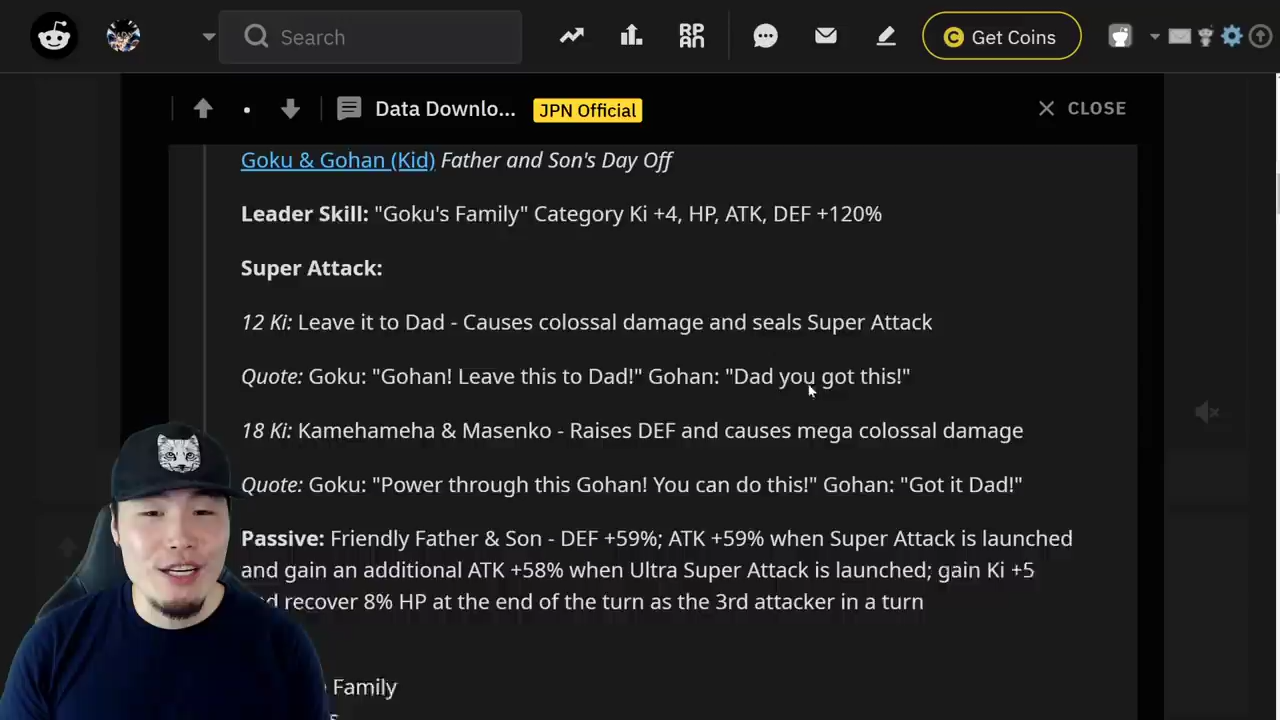 Search
RPAN
Get Coins
Data Downlo...
JPN Official
CLOSE
Goku & Gohan (Kid) Father and Son's Day Off
Leader Skill: "Goku's Family" Category Ki +4, HP, ATK, DEF +120%
Super Attack:
12 Ki: Leave it to Dad - Causes colossal damage and seals Super Attack
Quote: Goku: "Gohan! Leave this to Dad!" Gohan: "Dad you got this!"
18 Ki: Kamehameha & Masenko - Raises DEF and causes mega colossal damage
Quote: Goku: "Power through this Gohan! You can do this!" Gohan: "Got it Dad!"
Passive: Friendly Father & Son - DEF +59%; ATK +59% when Super Attack is launched
and gain an additional ATK +58% when Ultra Super Attack is launched; gain Ki +5
recover 8% HP at the end of the turn as the 3rd attacker in a turn
Family